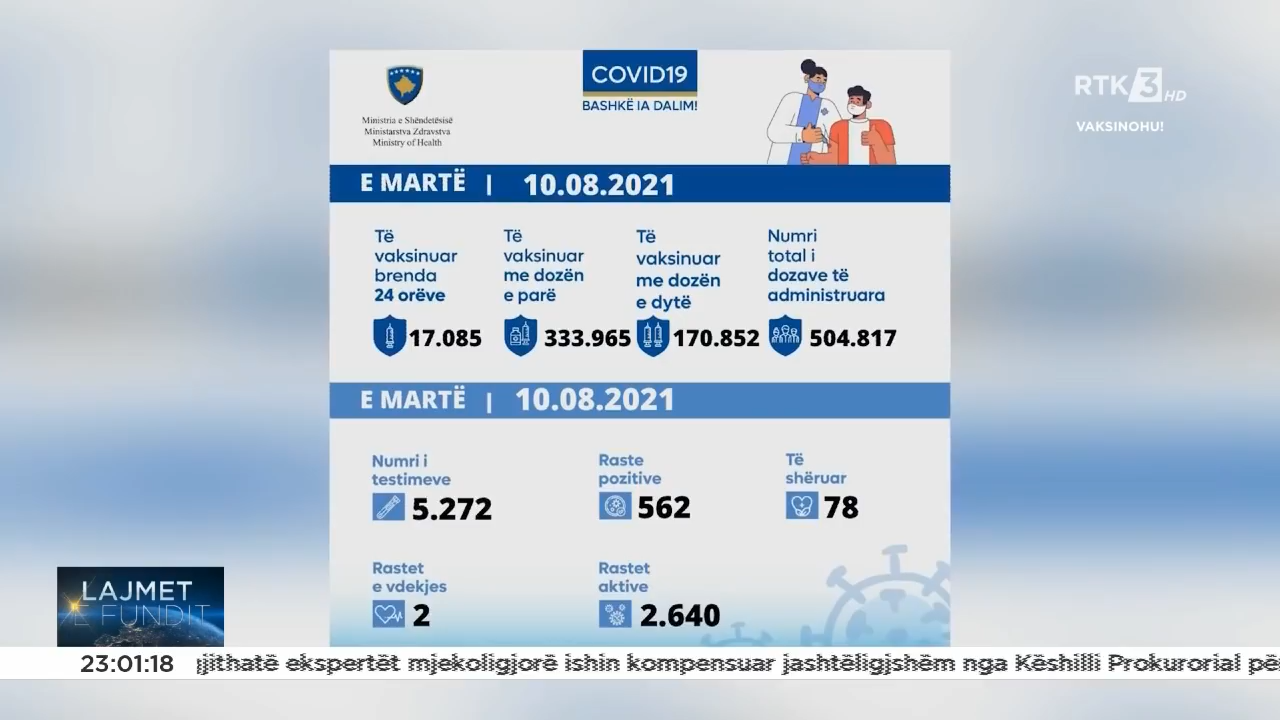 Ministria e Shëndetësisë
Ministarstva Zdravstva
Ministry of Health
COVID19
BASHKË IA DALIM!
RTK 3 HD
VAKSINOHU!
E MARTË | 10.08.2021
Të vaksinuar brenda 24 orëve
17.085
Të vaksinuar me dozën e parë
333.965
Të vaksinuar me dozën e dytë
170.852
Numri total i dozave të administruara
504.817
E MARTË | 10.08.2021
Numri i testimeve
5.272
Raste pozitive
562
Të shëruar
78
Rastet e vdekjes
2
Rastet aktive
2.640
LAJMET
E FUNDIT
23:01:18 ekspertët mjekoligjorë ishin kompensuar jashtëligjshëm nga Këshilli Prokurorial